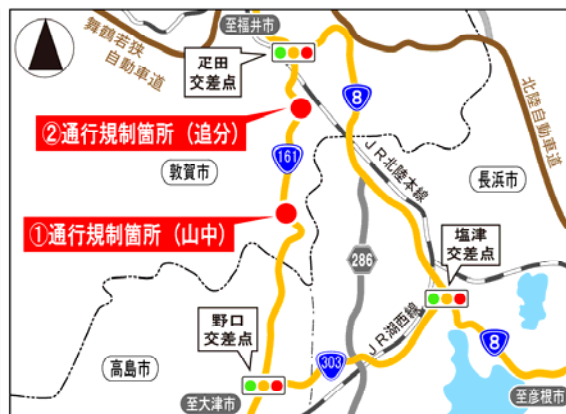 至福井市
舞鶴若狭
自動車道
疋田
交差点
8
北陸自動車道
②通行規制箇所（追分）
JR北陸本線
161
敦賀市
長浜市
①通行規制箇所（山中）
塩津
交差点
286
野口
交差点
JR湖西線
高島市
303
8
至大津市
至彦根市